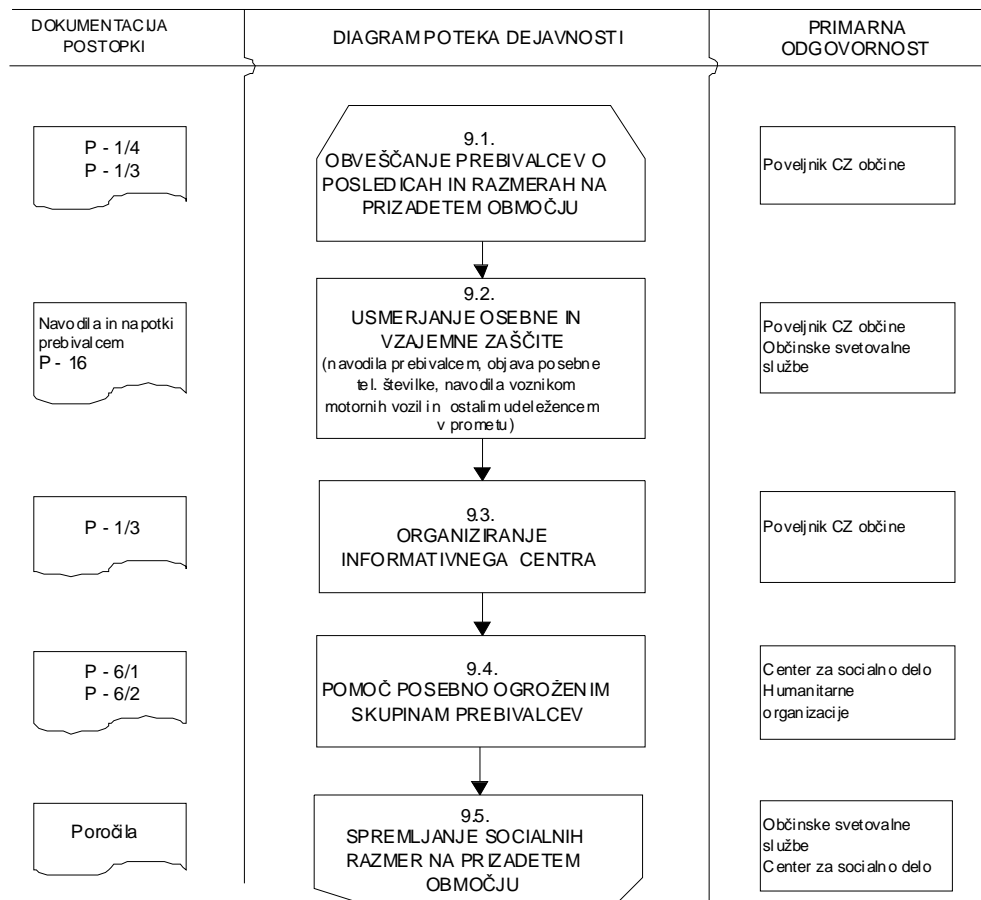 DOKUMENTACIJA
POSTOPKI
DIAGRAM POTEKA DEJAVNOSTI
PRIMARNA
ODGOVORNOST
P - 1/4
P - 1/3
9.1.
OBVEŠČANJE PREBIVALCEV O
POSLEDICAH IN RAZMERAH NA
PRIZADETEM OBMOČJU
Poveljnik CZ občine
Navodila in napotki
prebivalcem
P - 16
9.2.
USMERJANJE OSEBNE IN
VZAJEMNE ZAŠČITE
(navodila prebivalcem, objava posebne
tel. številke, navodila voznikom
motornih vozil in ostalim udeležencem
v prometu)
Poveljnik CZ občine
Občinske svetovalne
službe
P - 1/3
9.3.
ORGANIZIRANJE
INFORMATIVNEGA CENTRA
Poveljnik CZ občine
P - 6/1
P - 6/2
9.4.
POMOČ POSEBNO OGROŽENIM
SKUPINAM PREBIVALCEV
Center za socialno delo
Humanitarne
organizacije
Poročila
9.5.
SPREMLJANJE SOCIALNIH
RAZMER NA PRIZADETEM
OBMOČJU
Občinske svetovalne
službe
Center za socialno delo